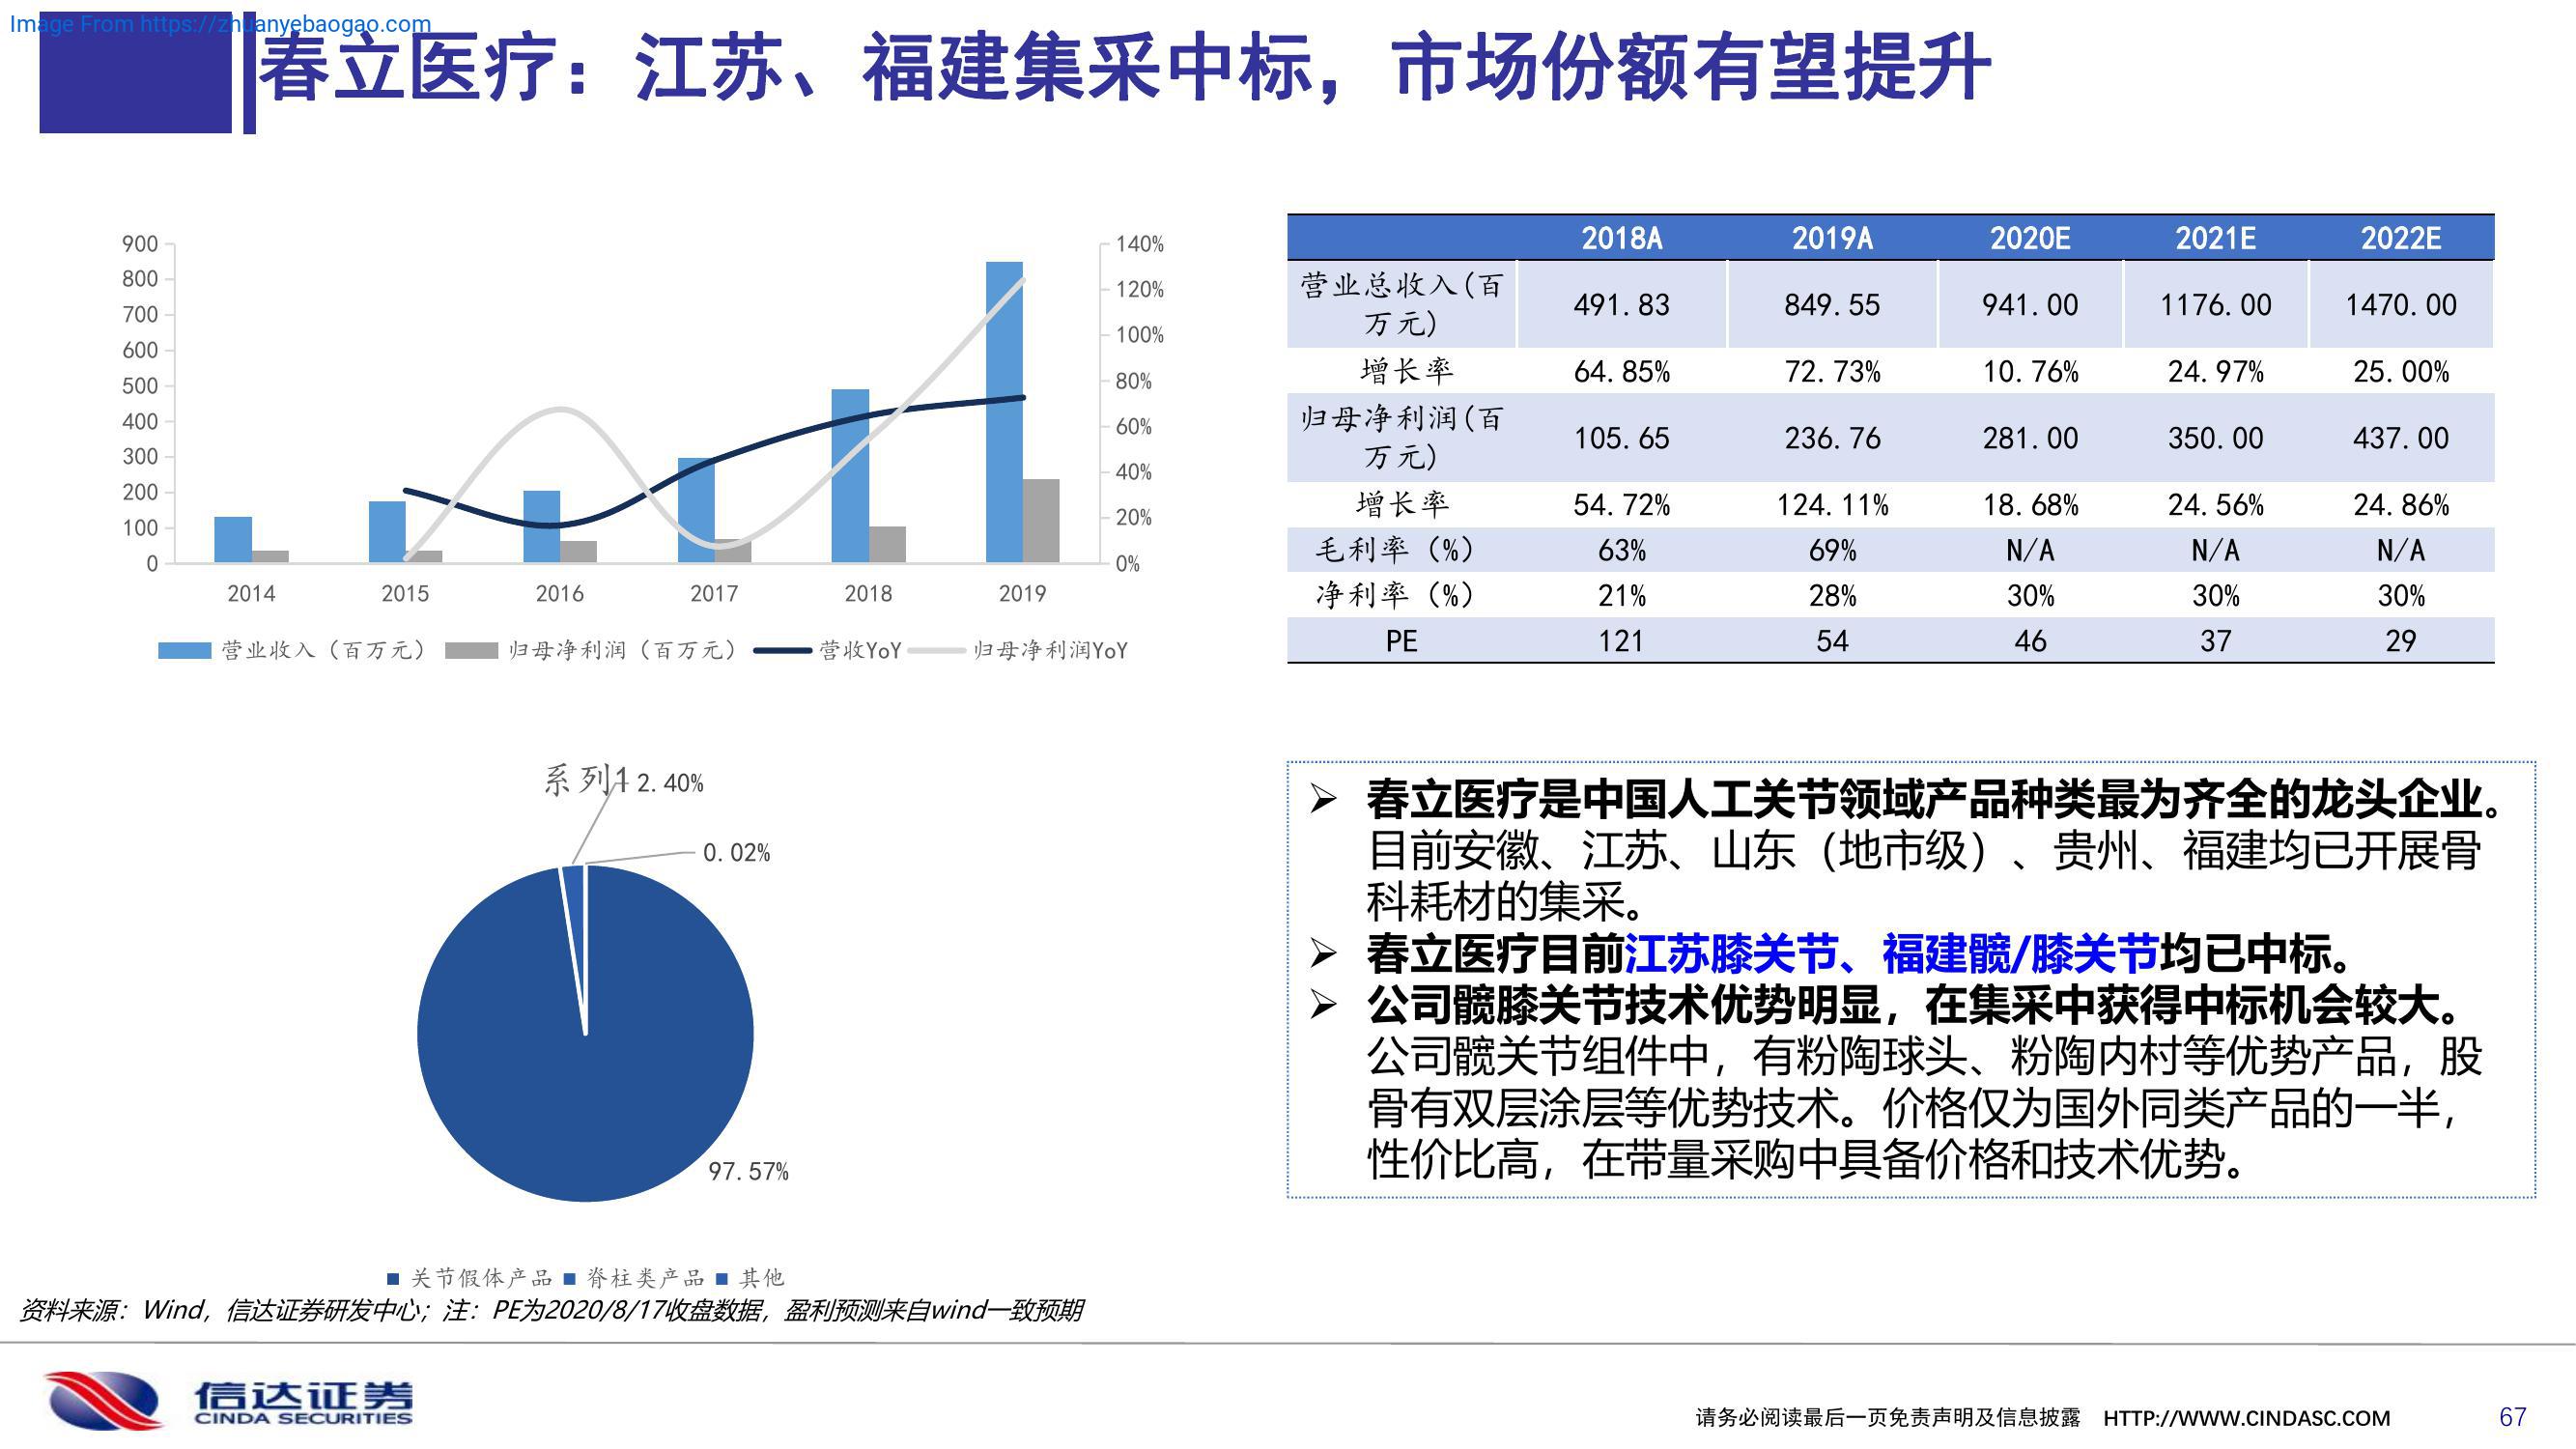 Image From https://zhuanyebaogao.com
春立医疗：江苏、福建集采中标，市场份额有望提升
900
800
700
600
500
400
300
200
100
0
140%
120%
100%
80%
60%
40%
20%
0%
2014 2015 2016 2017 2018 2019
营业收入（百万元） 归母净利润（百万元） 营收YoY 归母净利润YoY
2018A 2019A 2020E 2021E 2022E
营业总收入(百
万元) 491.83 849.55 941.00 1176.00 1470.00
增长率 64.85% 72.73% 10.76% 24.97% 25.00%
归母净利润(百
万元) 105.65 236.76 281.00 350.00 437.00
增长率 54.72% 124.11% 18.68% 24.56% 24.86%
毛利率（%） 63% 69% N/A N/A N/A
净利率（%） 21% 28% 30% 30% 30%
PE 121 54 46 37 29
系列1 2.40%
0.02%
97.57%
关节假体产品 脊柱类产品 其他
➢ 春立医疗是中国人工关节领域产品种类最为齐全的龙头企业。
目前安徽、江苏、山东（地市级）、贵州、福建均已开展骨
科耗材的集采。
➢ 春立医疗目前江苏膝关节、福建髋/膝关节均已中标。
➢ 公司髋膝关节技术优势明显，在集采中获得中标机会较大。
公司髋关节组件中，有粉陶球头、粉陶内村等优势产品，股
骨有双层涂层等优势技术。价格仅为国外同类产品的一半，
性价比高，在带量采购中具备价格和技术优势。
资料来源：Wind，信达证券研发中心；注：PE为2020/8/17收盘数据，盈利预测来自wind一致预期
信达证券
CINDA SECURITIES
请务必阅读最后一页免责声明及信息披露 HTTP://WWW.CINDASC.COM 67